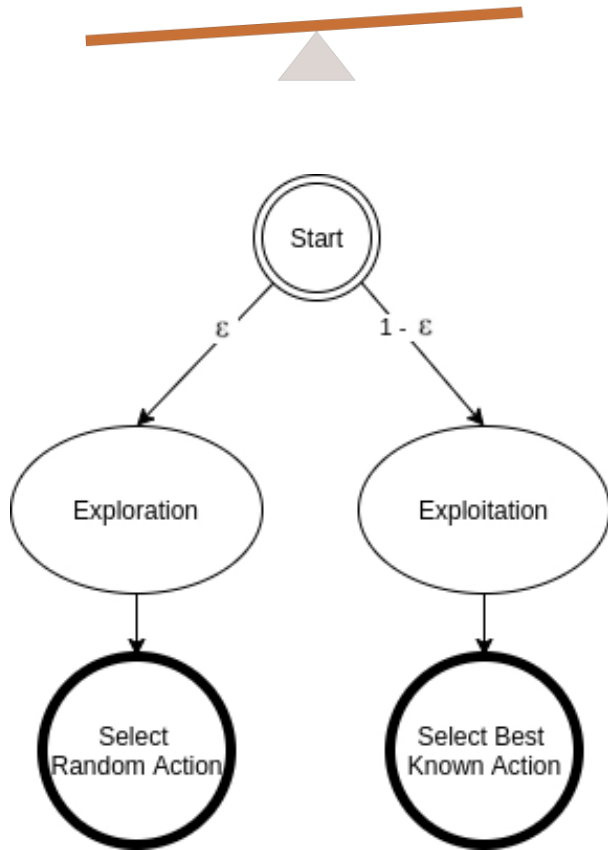 Start
ε
1 - ε
Exploration
Exploitation
Select
Random Action
Select Best
Known Action